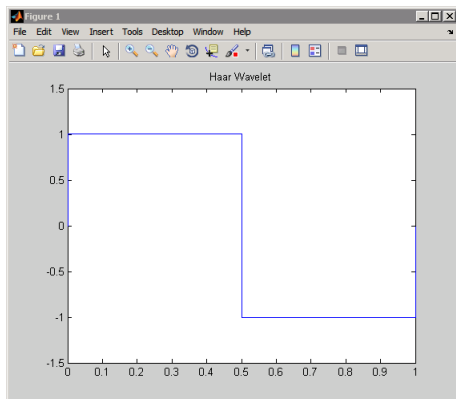 Figure 1
File Edit View Insert Tools Desktop Window Help
Haar Wavelet
1.5
1
0.5
0
-0.5
-1
-1.5
0 0.1 0.2 0.3 0.4 0.5 0.6 0.7 0.8 0.9 1